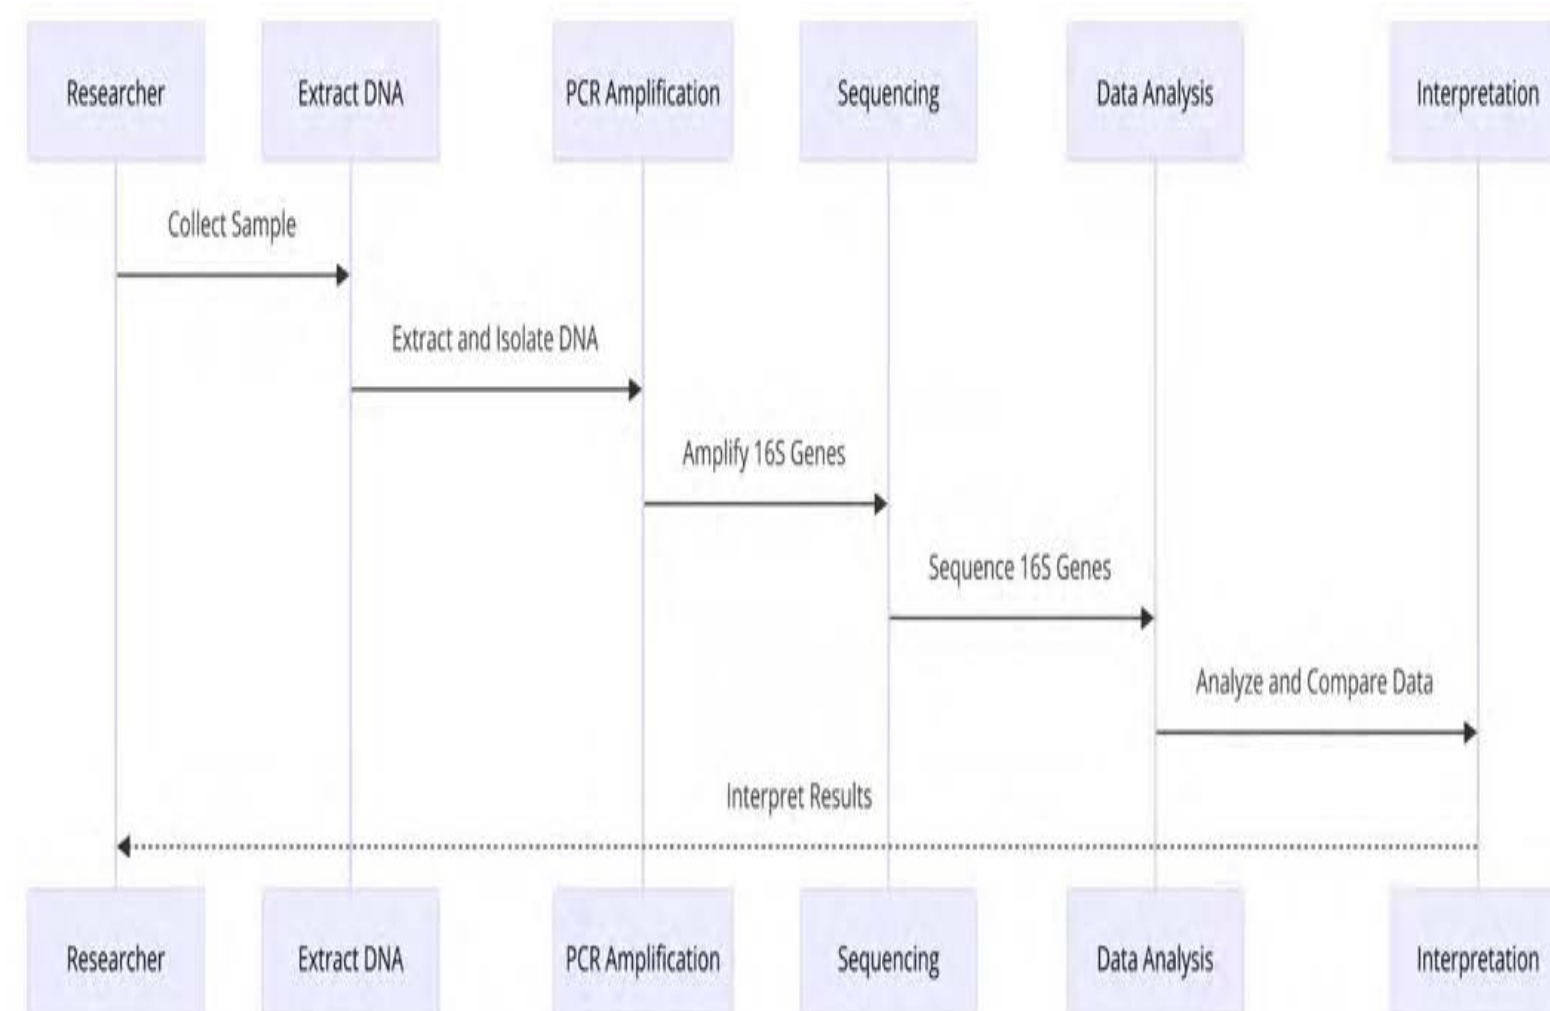 Researcher
Extract DNA
PCR Amplification
Sequencing
Data Analysis
Interpretation
Collect Sample
Extract and Isolate DNA
Amplify 16S Genes
Sequence 16S Genes
Analyze and Compare Data
Interpret Results
Researcher
Extract DNA
PCR Amplification
Sequencing
Data Analysis
Interpretation